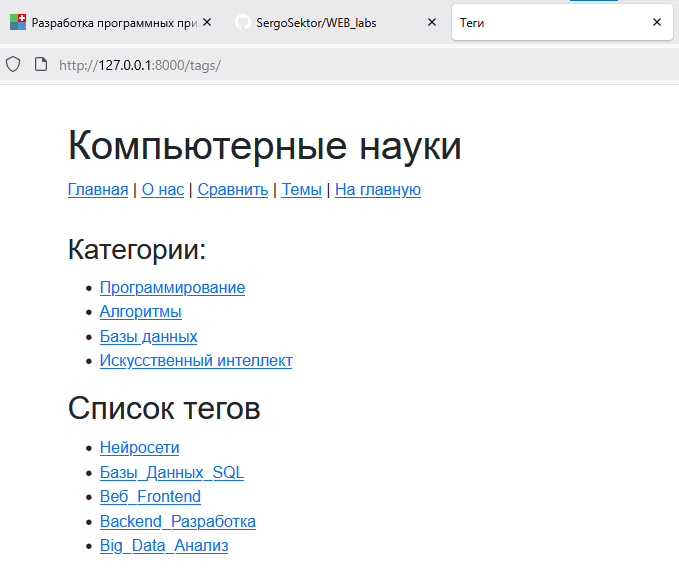 Разработка программных при
SergoSektor/WEB_labs
Теги
http://127.0.0.1:8000/tags/
Компьютерные науки
Главная | О нас | Сравнить | Темы | На главную
Категории:
Программирование
Алгоритмы
Базы данных
Искусственный интеллект
Список тегов
Нейросети
Базы_Данных_SQL
Веб_Frontend
Backend_Разработка
Big_Data_Анализ